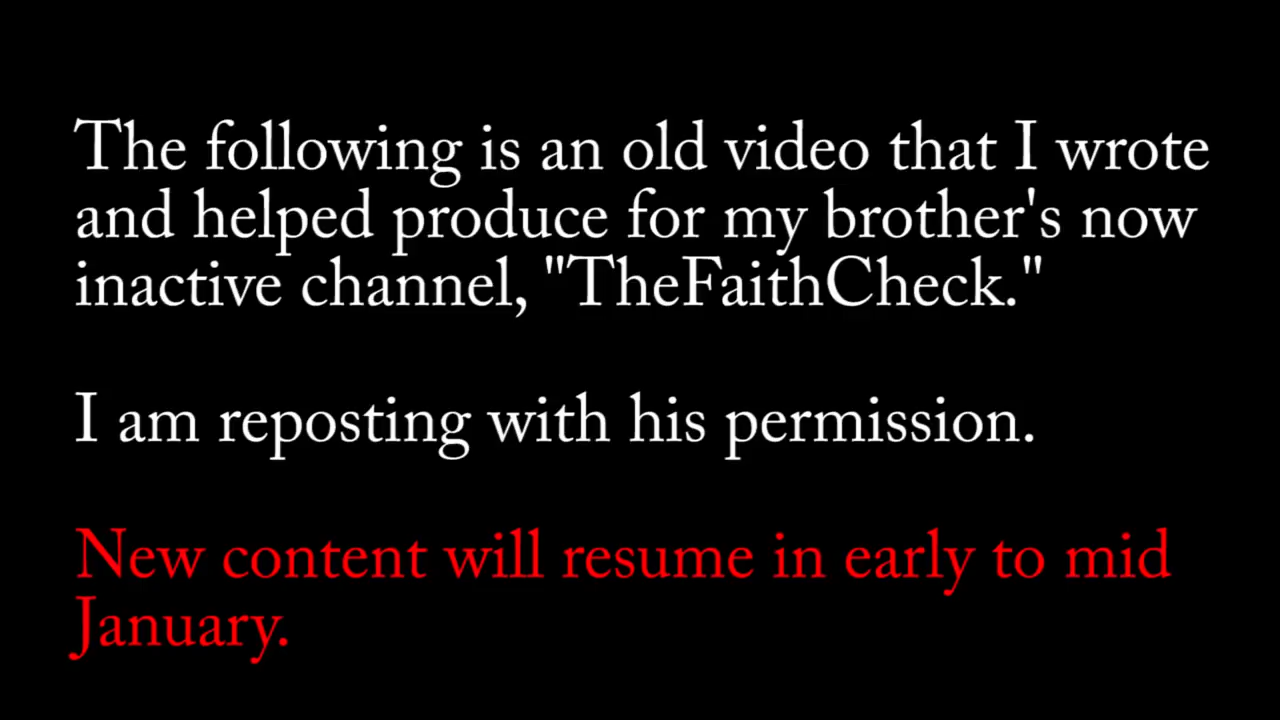 The following is an old video that I wrote
and helped produce for my brother's now
inactive channel, "TheFaithCheck."
I am reposting with his permission.
New content will resume in early to mid
January.